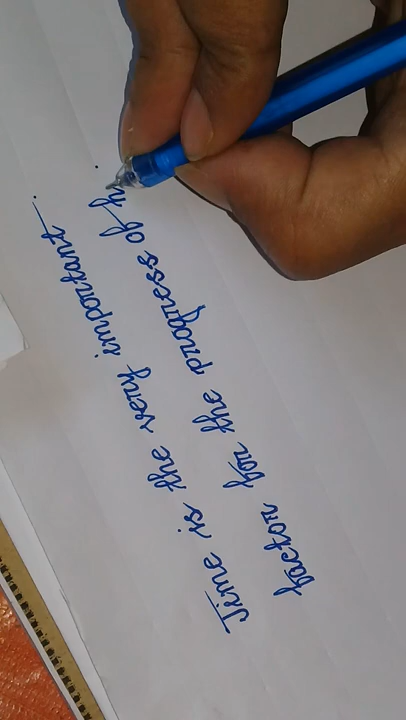 Time is the very important
factor for the progress of h